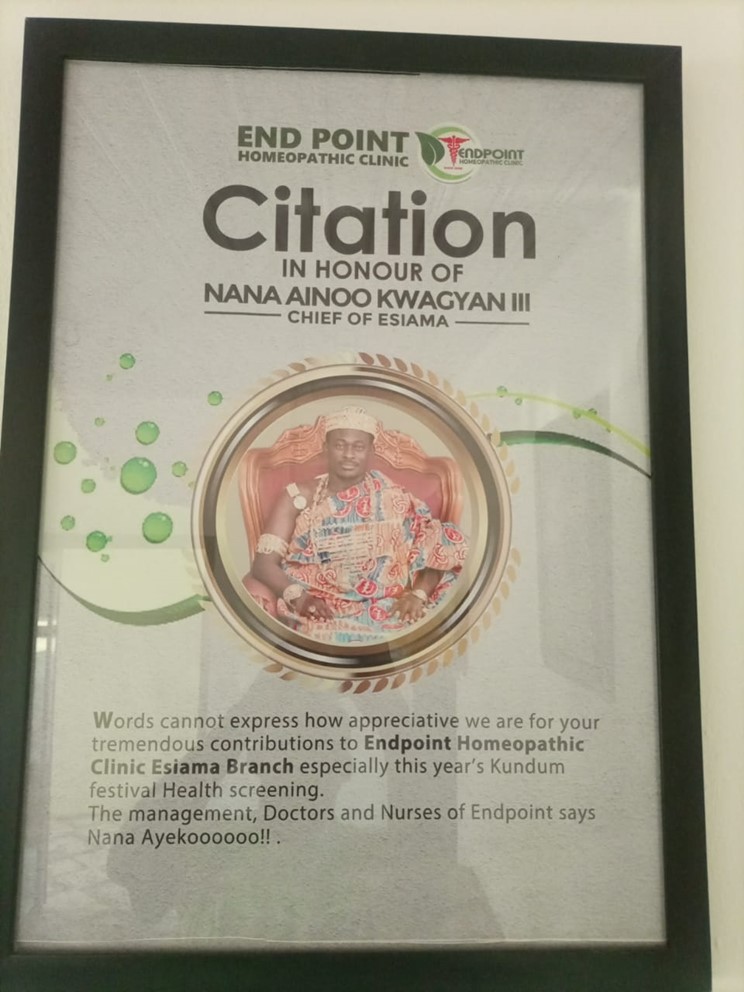 END POINT
HOMEOPATHIC CLINIC
ENDPOINT
HOMEOPATHIC CLINIC
Citation
IN HONOUR OF
NANA AINOO KWAGYAN III
CHIEF OF ESIAMA
Words cannot express how appreciative we are for your
tremendous contributions to Endpoint Homeopathic
Clinic Esiama Branch especially this year's Kundum
festival Health screening.
The management, Doctors and Nurses of Endpoint says
Nana Ayekoooooo!! .